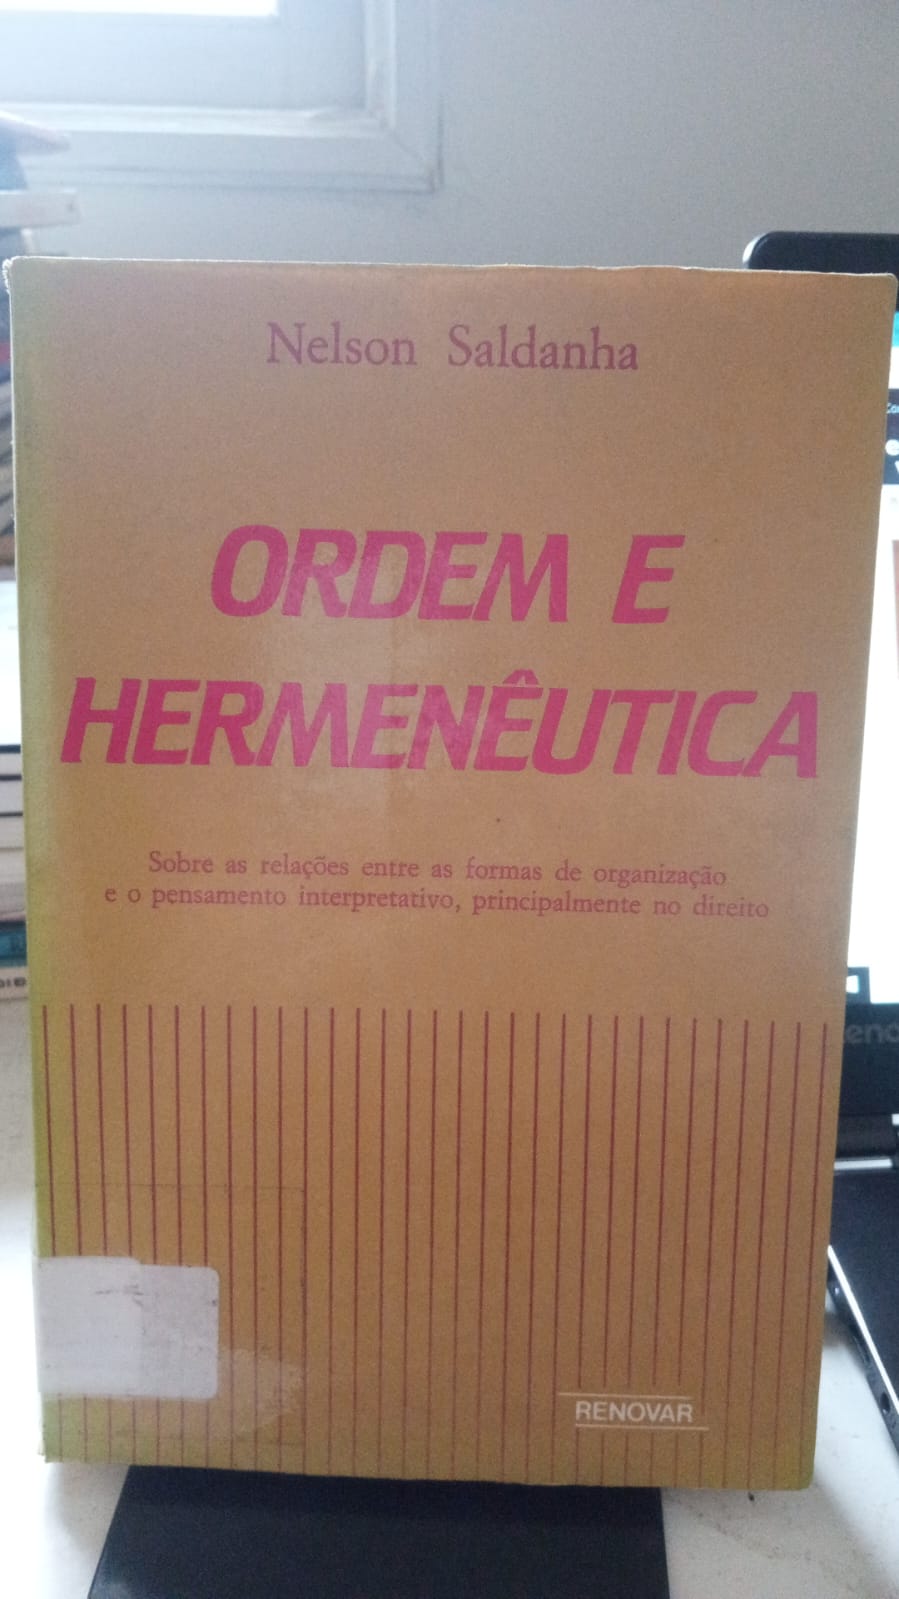 Nelson Saldanha
ORDEM E
HERMENÊUTICA
Sobre as relações entre as formas de organização
e o pensamento interpretativo, principalmente no direito
RENOVAR